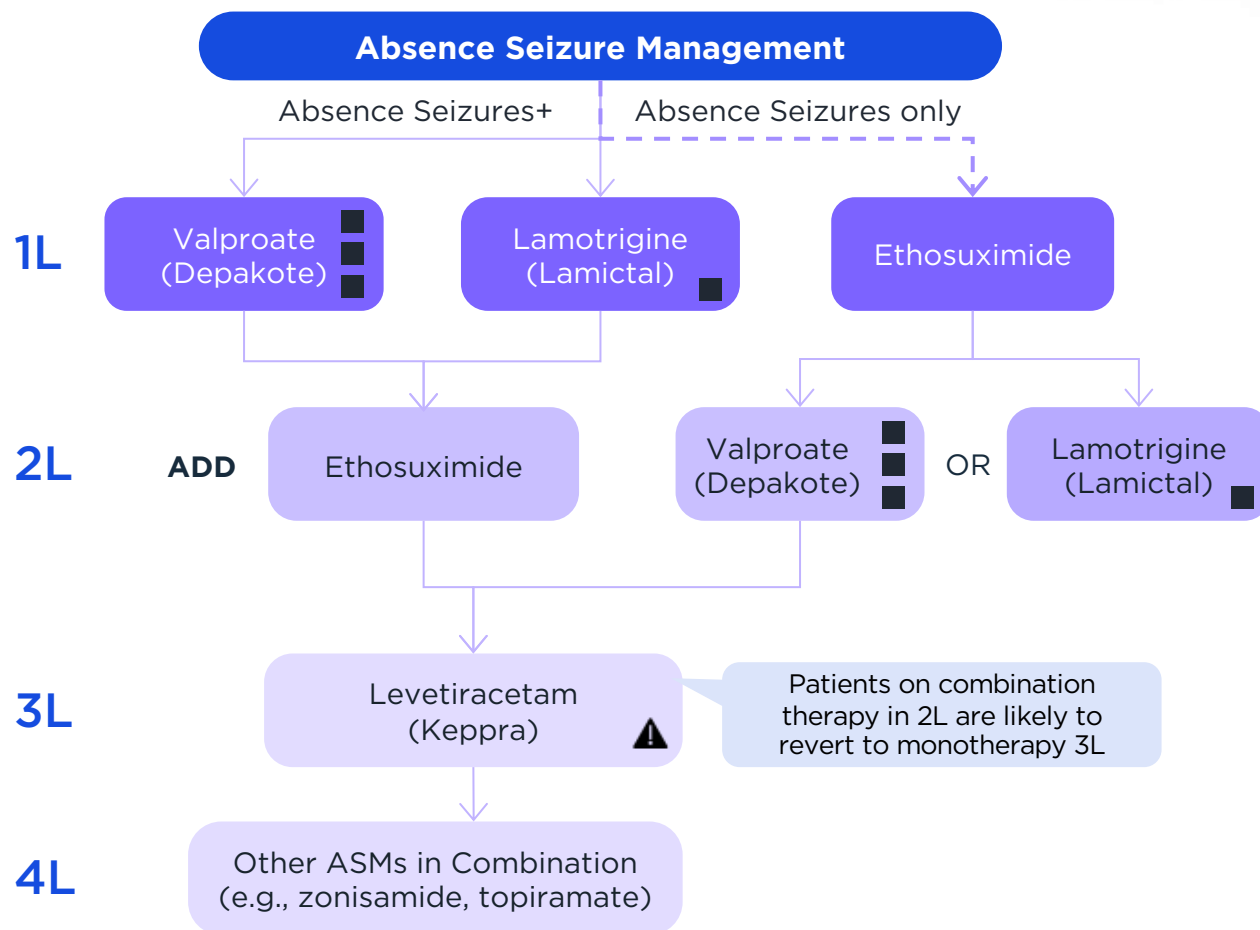 Absence Seizure Management
Absence Seizures+
Absence Seizures only
1L
Valproate
(Depakote)
Lamotrigine
(Lamictal)
Ethosuximide
2L
ADD
Ethosuximide
Valproate
(Depakote)
OR
Lamotrigine
(Lamictal)
3L
Levetiracetam
(Keppra)
Patients on combination
therapy in 2L are likely to
revert to monotherapy 3L
4L
Other ASMs in Combination
(e.g., zonisamide, topiramate)